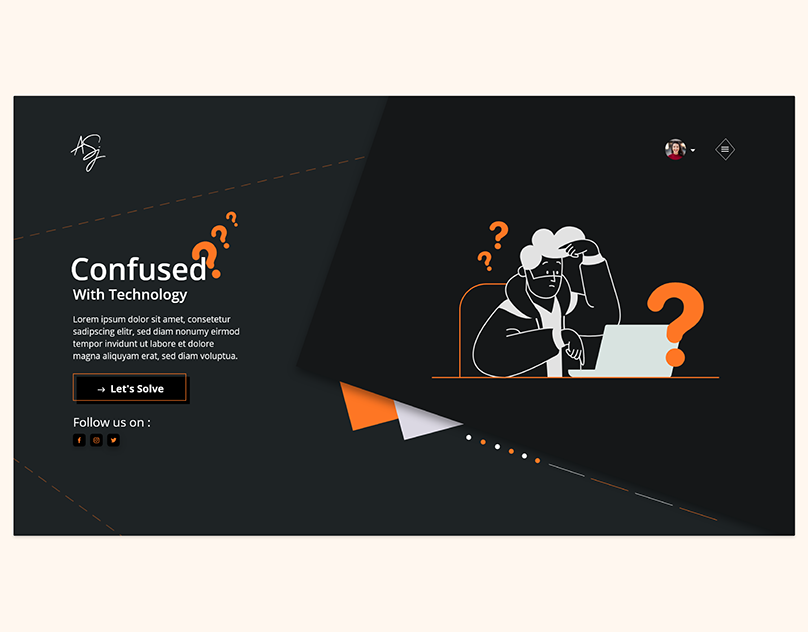 ASj
Confused
With Technology
Lorem ipsum dolor sit amet, consetetur
sadipscing elitr, sed diam nonumy eirmod
tempor invidunt ut labore et dolore
magna aliquyam erat, sed diam voluptua.
→ Let's Solve
Follow us on :